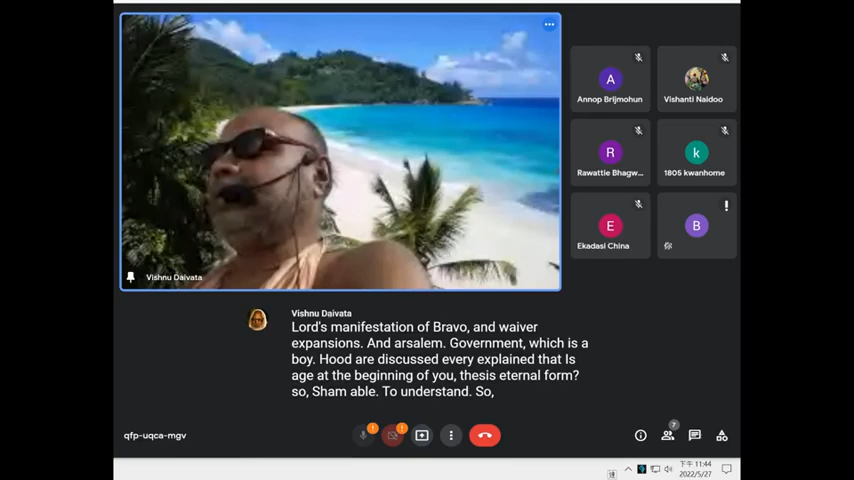 Vishnu Daivata
Annop Brijmohun
Vishanti Naidoo
R
Rawattie Bhagw...
k
1805 kwanhome
E
Ekadasi China
B
你
A
Vishnu Daivata
Lord's manifestation of Bravo, and waiver
expansions. And arsalem. Government, which is a
boy. Hood are discussed every explained that Is
age at the beginning of you, thesis eternal form?
so, Sham able. To understand. So,
qfp-uqca-mgv
7
下午 11:44
2022/5/27